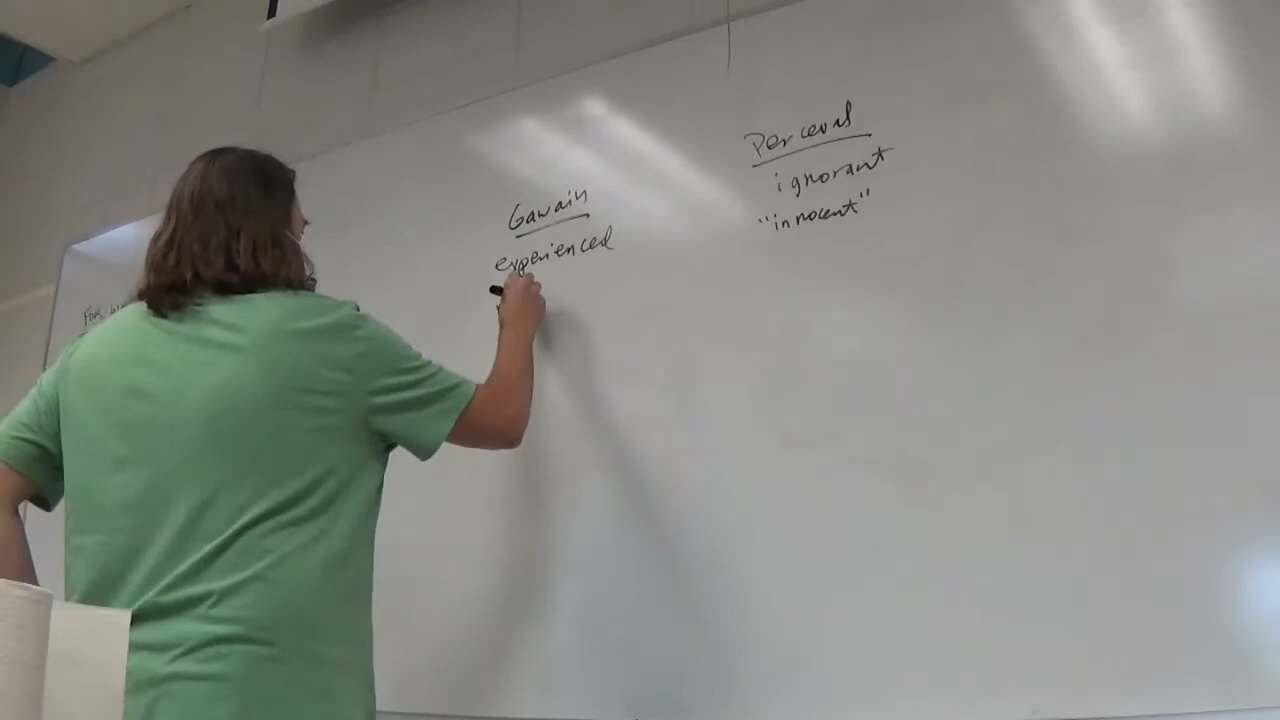 Gawain
experienced
Perceval
ignorant
"innocent"